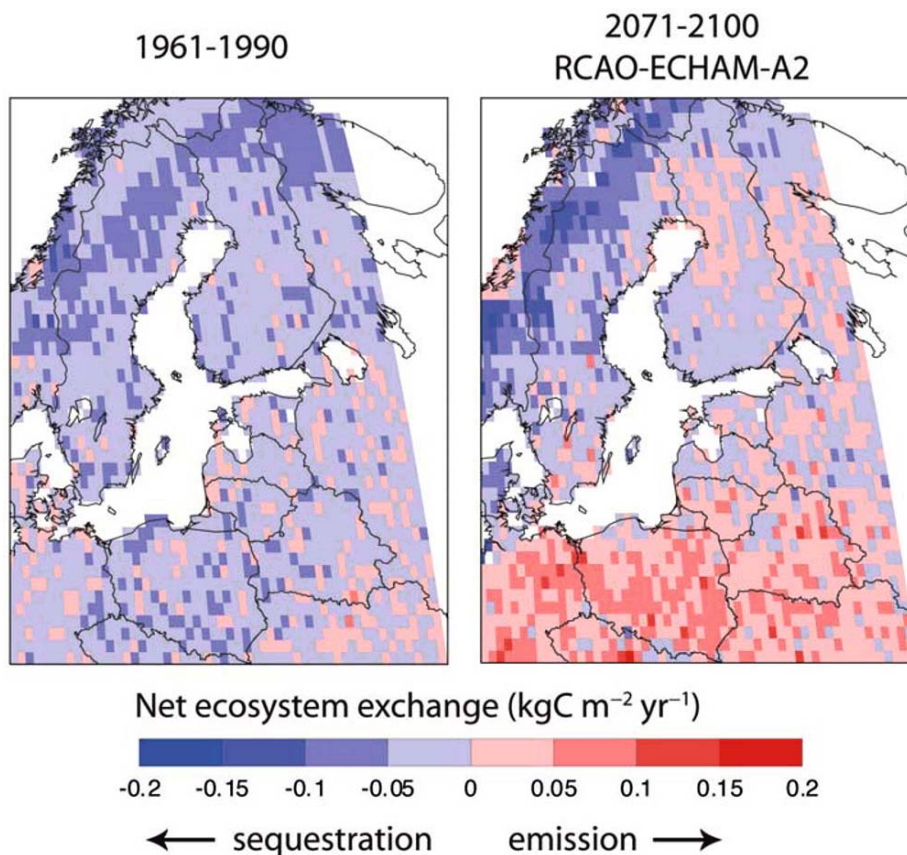 1961-1990
2071-2100
RCAO-ECHAM-A2
Net ecosystem exchange (kgC m⁻² yr⁻¹)
-0.2 -0.15 -0.1 -0.05 0 0.05 0.1 0.15 0.2
← sequestration emission →